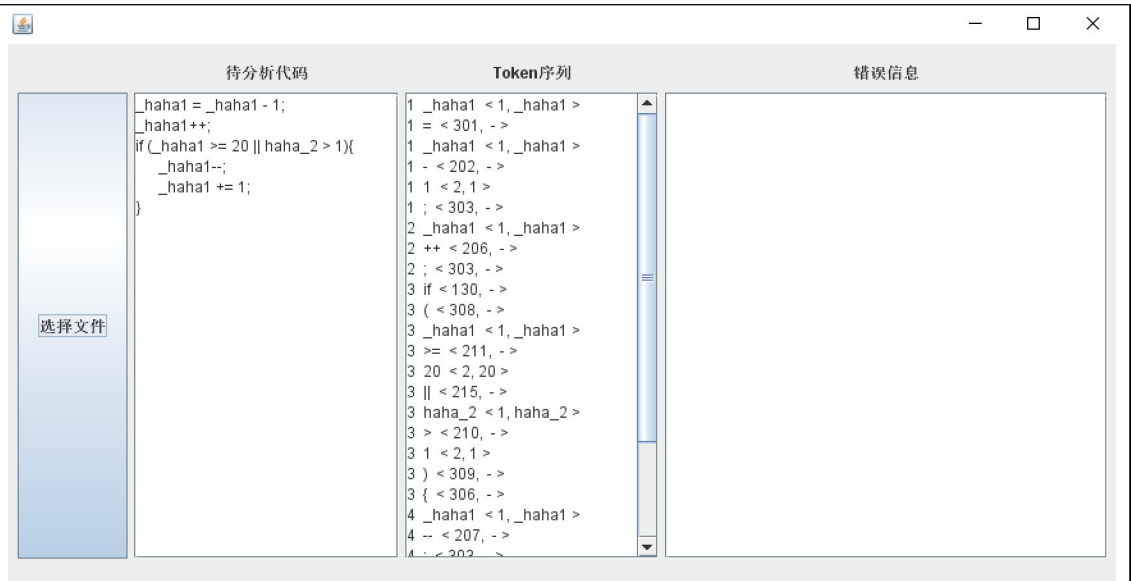 待分析代码
Token序列
错误信息
选择文件
_haha1 = _haha1 - 1;
_haha1++;
if (_haha1 >= 20 || haha_2 > 1){
_haha1--;
_haha1 += 1;
}
1 _haha1 < 1, _haha1 >
1 = < 301, - >
1 _haha1 < 1, _haha1 >
1 - < 202, - >
1 1 < 2, 1 >
1 ; < 303, - >
2 _haha1 < 1, _haha1 >
2 ++ < 206, - >
2 ; < 303, - >
3 if < 130, - >
3 ( < 308, - >
3 _haha1 < 1, _haha1 >
3 >= < 211, - >
3 20 < 2, 20 >
3 || < 215, - >
3 haha_2 < 1, haha_2 >
3 > < 210, - >
3 1 < 2, 1 >
3 ) < 309, - >
3 { < 306, - >
4 _haha1 < 1, _haha1 >
4 -- < 207, - >
4 ; < 303, - >